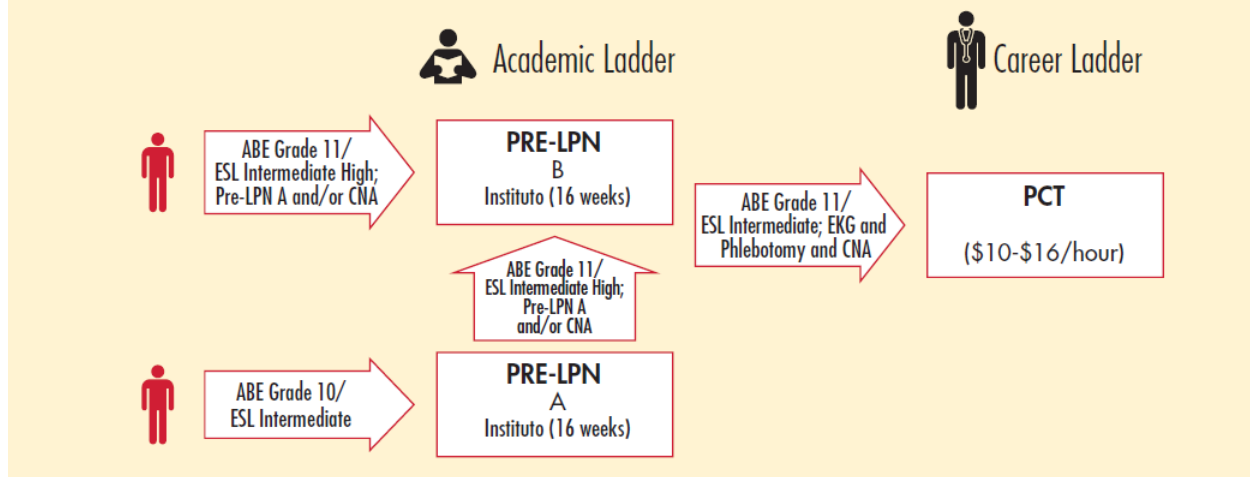 Academic Ladder
Career Ladder
ABE Grade 11/
ESL Intermediate High;
Pre-LPN A and/or CNA
PRE-LPN
B
Instituto (16 weeks)
ABE Grade 11/
ESL Intermediate; EKG and
Phlebotomy and CNA
PCT
($10-$16/hour)
ABE Grade 11/
ESL Intermediate High;
Pre-LPN A
and/or CNA
ABE Grade 10/
ESL Intermediate
PRE-LPN
A
Instituto (16 weeks)